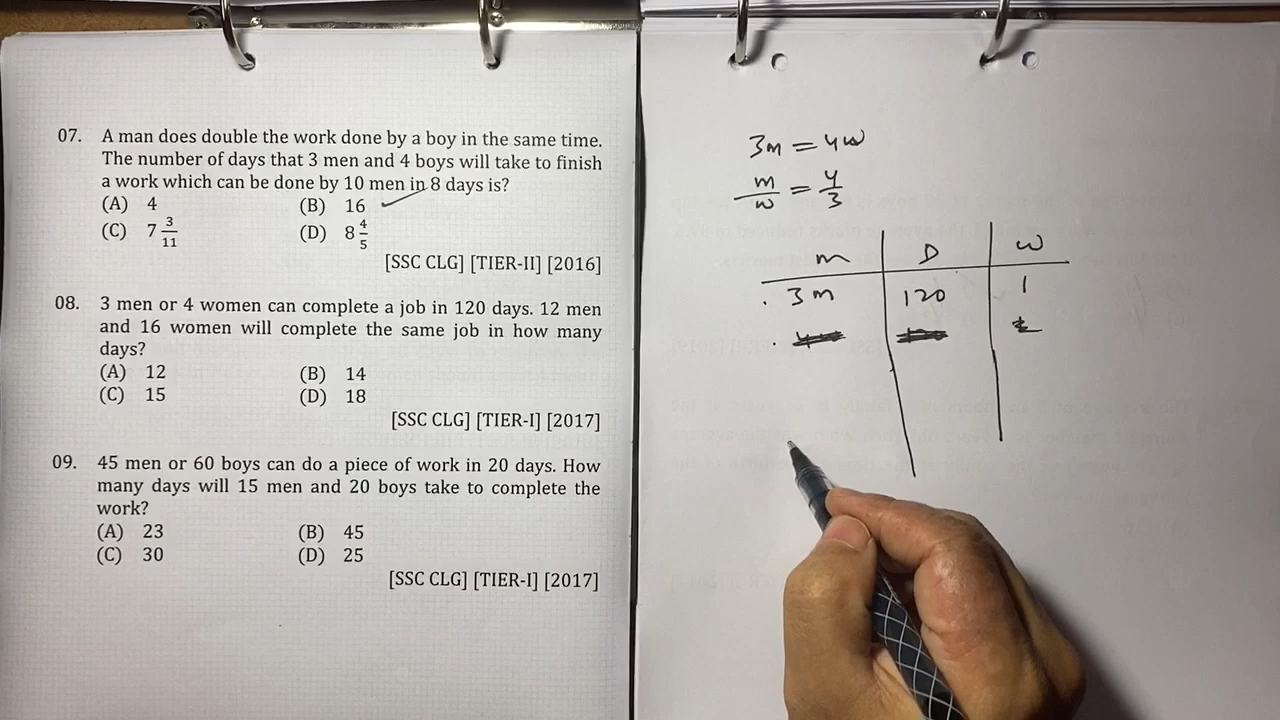 07. A man does double the work done by a boy in the same time.
The number of days that 3 men and 4 boys will take to finish
a work which can be done by 10 men in 8 days is?
(A) 4 (B) 16
(C) 7 3/11 (D) 8 4/5
[SSC CLG] [TIER-II] [2016]
08. 3 men or 4 women can complete a job in 120 days. 12 men
and 16 women will complete the same job in how many
days?
(A) 12 (B) 14
(C) 15 (D) 18
[SSC CLG] [TIER-I] [2017]
09. 45 men or 60 boys can do a piece of work in 20 days. How
many days will 15 men and 20 boys take to complete the
work?
(A) 23 (B) 45
(C) 30 (D) 25
[SSC CLG] [TIER-I] [2017]
3m = 4w
m/w = 4/3
m D w
3m 120 1